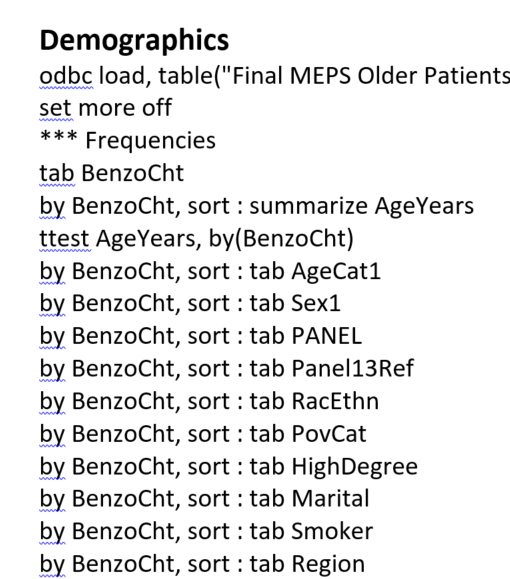 Demographics
odbc load, table("Final MEPS Older Patients
set more off
*** Frequencies
tab BenzoCht
by BenzoCht, sort : summarize AgeYears
ttest AgeYears, by(BenzoCht)
by BenzoCht, sort : tab AgeCat1
by BenzoCht, sort : tab Sex1
by BenzoCht, sort : tab PANEL
by BenzoCht, sort : tab Panel13Ref
by BenzoCht, sort : tab RacEthn
by BenzoCht, sort : tab PovCat
by BenzoCht, sort : tab HighDegree
by BenzoCht, sort : tab Marital
by BenzoCht, sort : tab Smoker
by BenzoCht, sort : tab Region